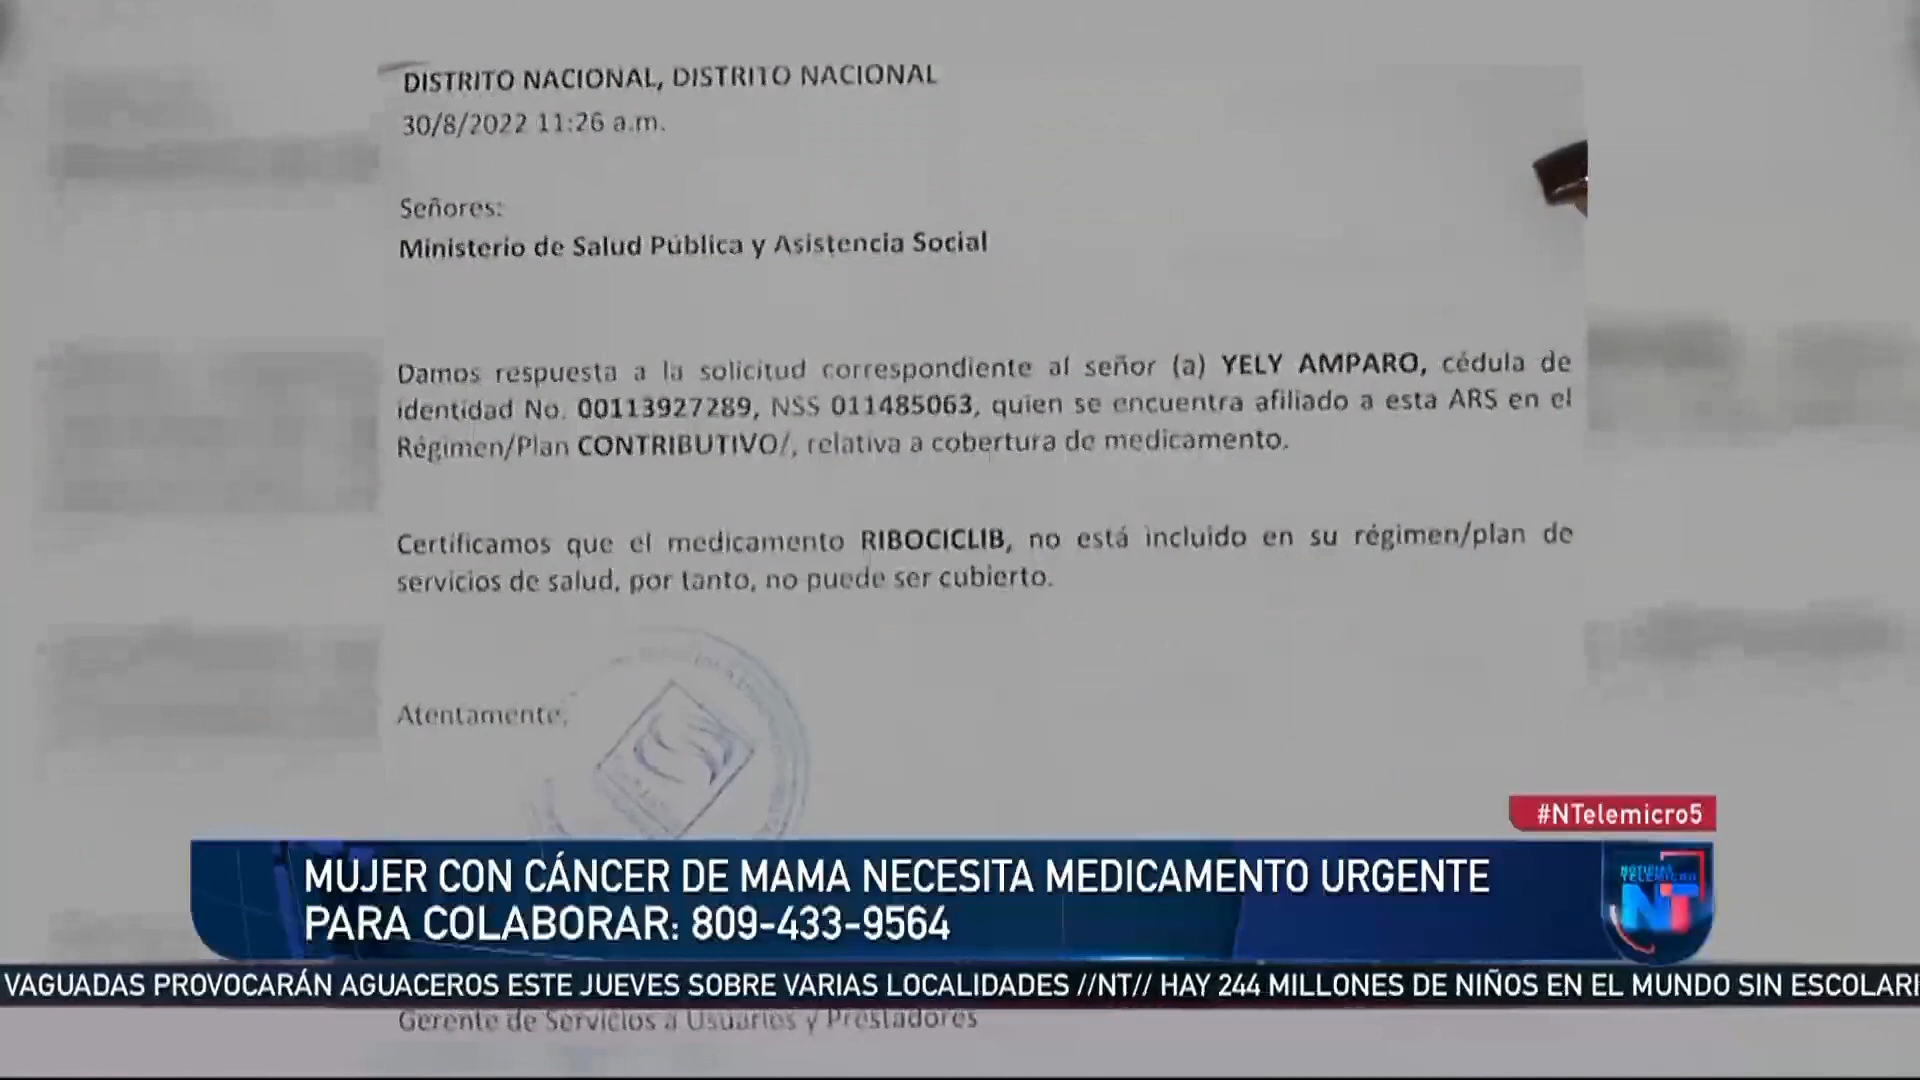 DISTRITO NACIONAL, DISTRITO NACIONAL
30/8/2022 11:26 a.m.
Señores:
Ministerio de Salud Pública y Asistencia Social
Damos respuesta a la solicitud correspondiente al señor (a) YELY AMPARO, cédula de
identidad No. 00113927289, NSS 011485063, quien se encuentra afiliado a esta ARS en el
Régimen/Plan CONTRIBUTIVO/, relativa a cobertura de medicamento.
Certificamos que el medicamento RIBOCICLIB, no está incluido en su régimen/plan de
servicios de salud, por tanto, no puede ser cubierto.
Atentamente,
#NTelemicro5
MUJER CON CÁNCER DE MAMA NECESITA MEDICAMENTO URGENTE
PARA COLABORAR: 809-433-9564
NOTICIAS
TELEMICRO
NT
VAGUADAS PROVOCARÁN AGUACEROS ESTE JUEVES SOBRE VARIAS LOCALIDADES //NT// HAY 244 MILLONES DE NIÑOS EN EL MUNDO SIN ESCOLARI
Gerente de Servicios a Usuarios y Prestadores